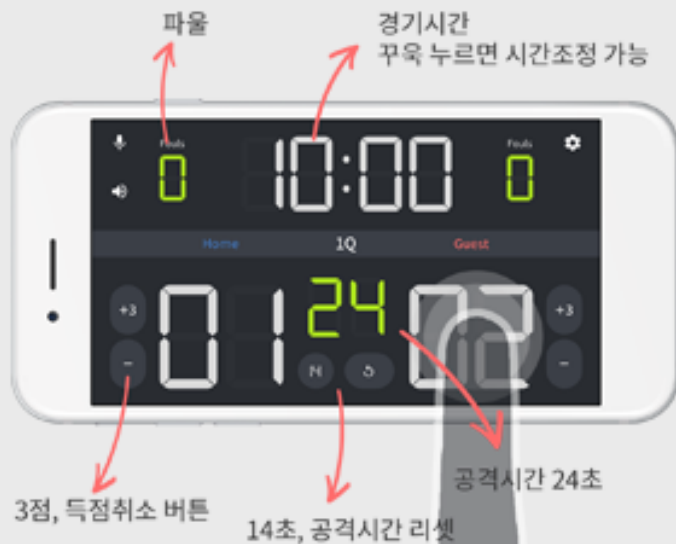 파울
경기시간
꾸욱 누르면 시간조정 가능
Fouls
0
10:00
Fouls
0
Home
1Q
Guest
+3
01
24
02
+3
-
14
-
3점, 득점취소 버튼
14초, 공격시간 리셋
공격시간 24초